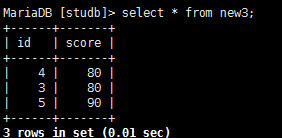 MariaDB [studb]> select * from new3;
+------+-------+
| id   | score |
+------+-------+
|    4 |    80 |
|    3 |    80 |
|    5 |    90 |
+------+-------+
3 rows in set (0.01 sec)